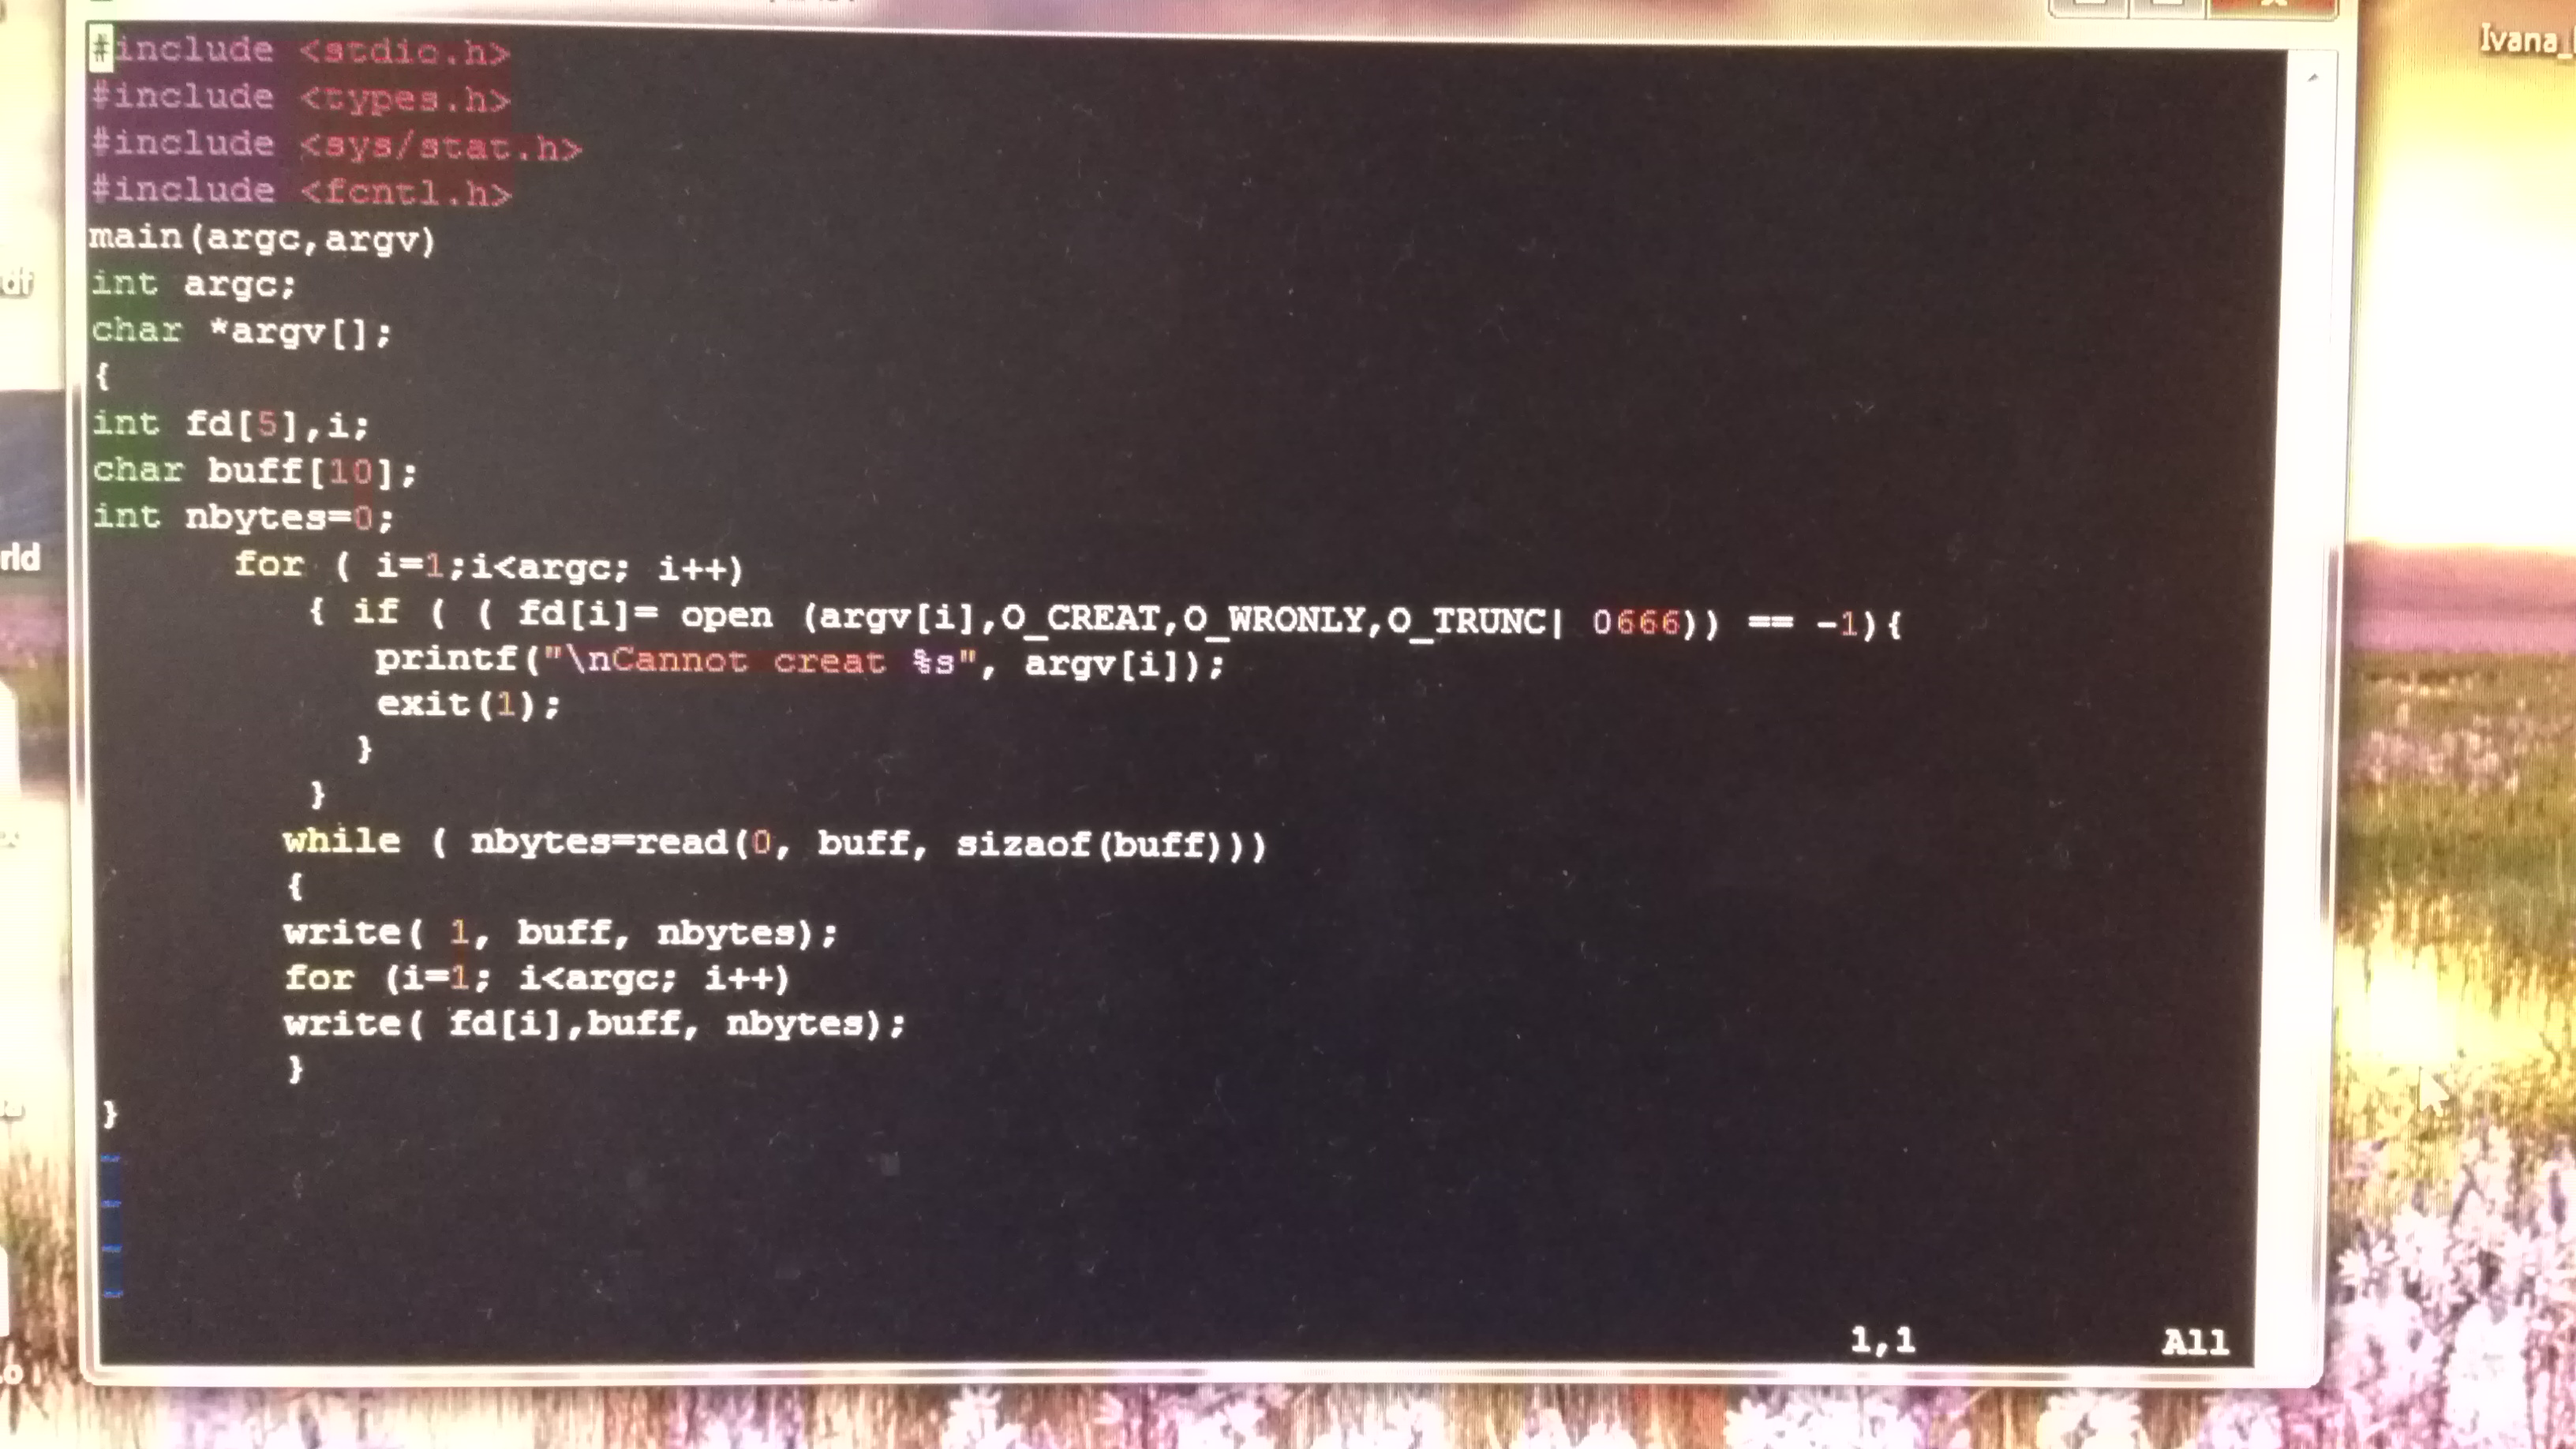 Ivana_
#include <stdio.h>
#include <types.h>
#include <sys/stat.h>
#include <fcntl.h>
main(argc,argv)
int argc;
char *argv[];
{
int fd[5],i;
char buff[10];
int nbytes=0;
for ( i=1;i<argc; i++)
{ if ( ( fd[i]= open (argv[i],O_CREAT,O_WRONLY,O_TRUNC| 0666)) == -1){
printf("\nCannot creat %s", argv[i]);
exit(1);
}
}
while ( nbytes=read(0, buff, sizaof(buff)))
{
write( 1, buff, nbytes);
for (i=1; i<argc; i++)
write( fd[i],buff, nbytes);
}
}
~
~
~
~
1,1 All
rld